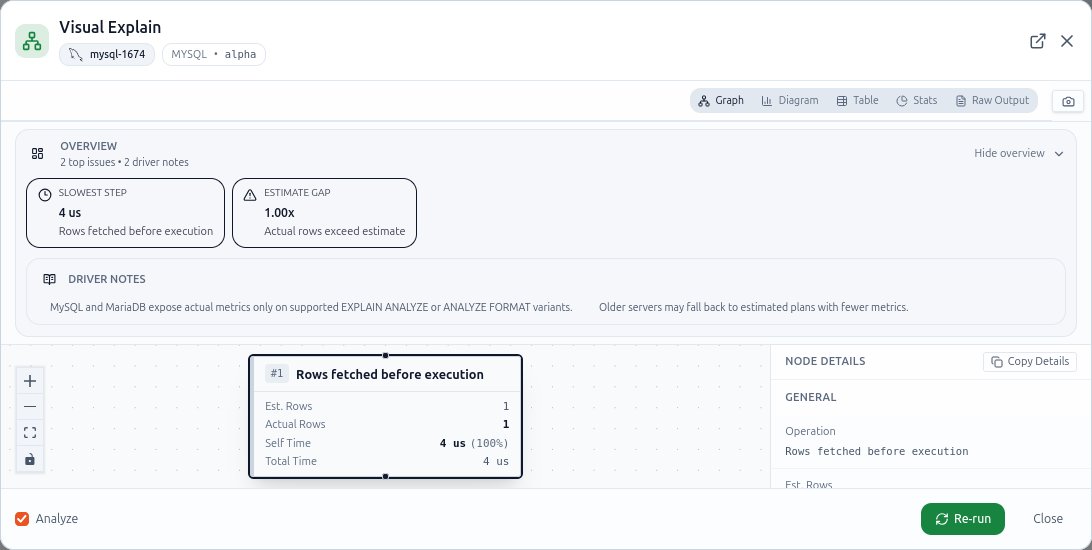 Visual Explain
mysql-1674
MYSQL • alpha
Graph
Diagram
Table
Stats
Raw Output
OVERVIEW
2 top issues • 2 driver notes
Hide overview
SLOWEST STEP
4 us
Rows fetched before execution
ESTIMATE GAP
1.00x
Actual rows exceed estimate
DRIVER NOTES
MySQL and MariaDB expose actual metrics only on supported EXPLAIN ANALYZE or ANALYZE FORMAT variants.
Older servers may fall back to estimated plans with fewer metrics.
#1 Rows fetched before execution
Est. Rows 1
Actual Rows 1
Self Time 4 us (100%)
Total Time 4 us
NODE DETAILS
Copy Details
GENERAL
Operation
Rows fetched before execution
Est. Rows
Analyze
Re-run
Close